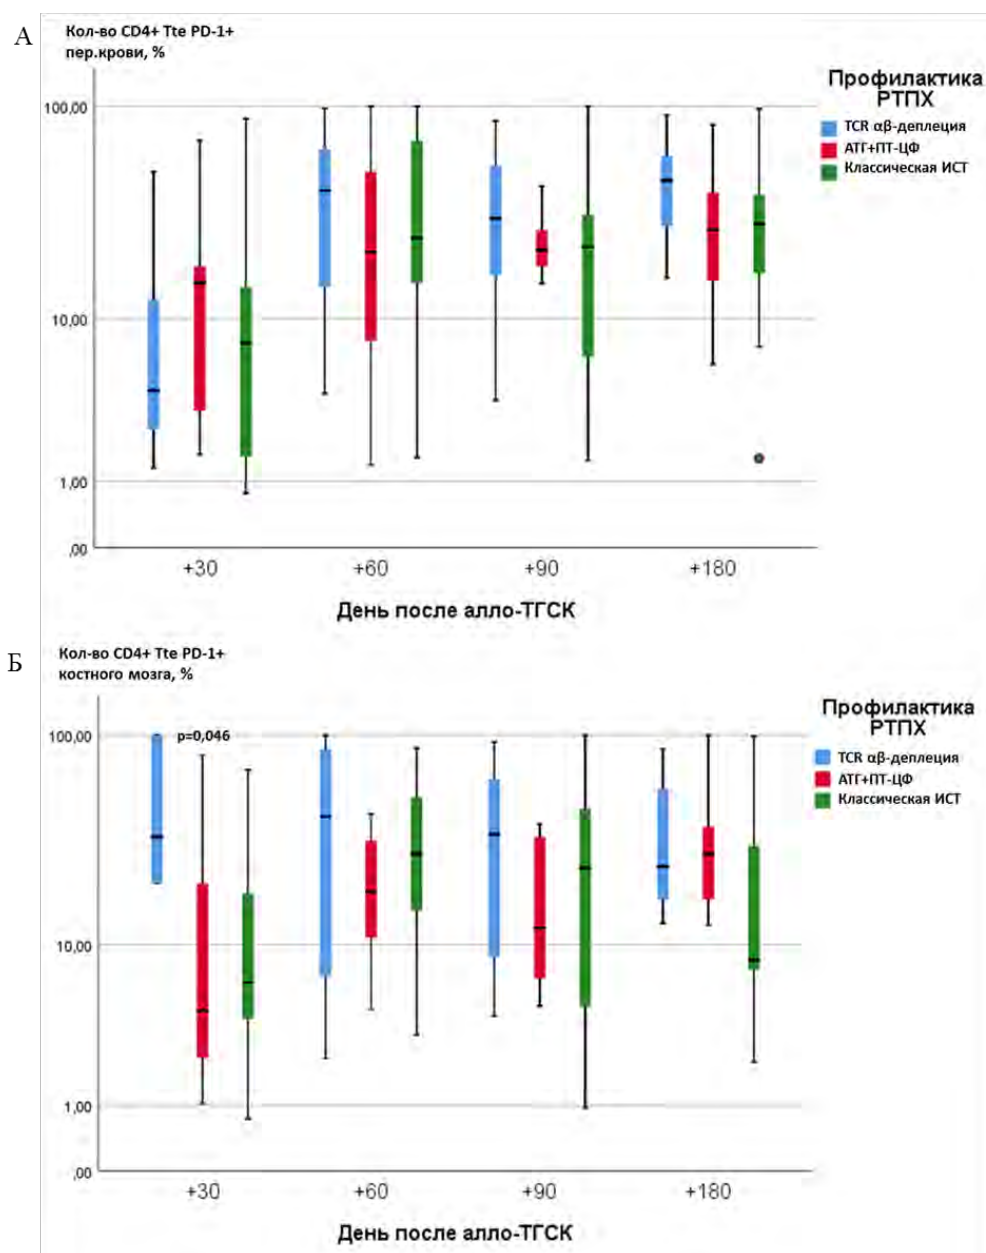 А
Кол-во CD4+ Tte PD-1+
пер.крови, %
100,00
10,00
1,00
,00
+30
+60
+90
+180
День после алло-ТГСК
Профилактика
РТПХ
TCR αβ-деплеция
АТГ+ПТ-ЦФ
Классическая ИСТ
Б
Кол-во CD4+ Tte PD-1+
костного мозга, %
100,00
p=0,046
10,00
1,00
,00
+30
+60
+90
+180
День после алло-ТГСК
Профилактика
РТПХ
TCR αβ-деплеция
АТГ+ПТ-ЦФ
Классическая ИСТ